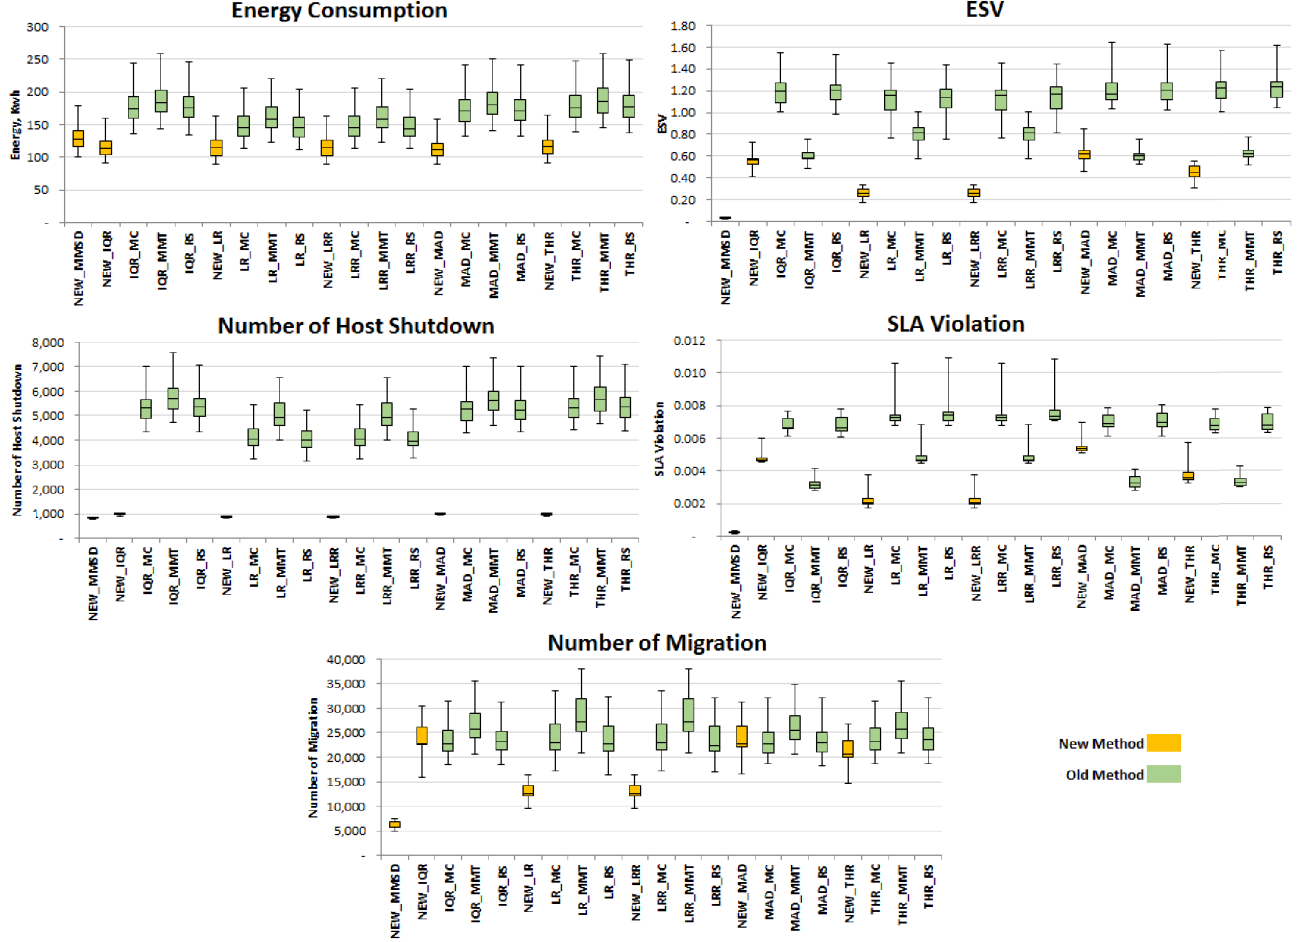 Energy Consumption
Energy, Kwh
300
250
200
150
100
50
-
NEW_MMSD
NEW_IQR
IQR_MC
IQR_MMT
IQR_RS
NEW_LR
LR_MC
LR_MMT
LR_RS
NEW_LRR
LRR_MC
LRR_MMT
LRR_RS
NEW_MAD
MAD_MC
MAD_MMT
MAD_RS
NEW_THR
THR_MC
THR_MMT
THR_RS
ESV
ESV
1.80
1.60
1.40
1.20
1.00
0.80
0.60
0.40
0.20
-
NEW_MMSD
NEW_IQR
IQR_MC
IQR_MMT
IQR_RS
NEW_LR
LR_MC
LR_MMT
LR_RS
NEW_LRR
LRR_MC
LRR_MMT
LRR_RS
NEW_MAD
MAD_MC
MAD_MMT
MAD_RS
NEW_THR
THR_MC
THR_MMT
THR_RS
Number of Host Shutdown
Number of Host Shutdown
8,000
7,000
6,000
5,000
4,000
3,000
2,000
1,000
-
NEW_MMSD
NEW_IQR
IQR_MC
IQR_MMT
IQR_RS
NEW_LR
LR_MC
LR_MMT
LR_RS
NEW_LRR
LRR_MC
LRR_MMT
LRR_RS
NEW_MAD
MAD_MC
MAD_MMT
MAD_RS
NEW_THR
THR_MC
THR_MMT
THR_RS
SLA Violation
SLA Violation
0.012
0.010
0.008
0.006
0.004
0.002
-
NEW_MMSD
NEW_IQR
IQR_MC
IQR_MMT
IQR_RS
NEW_LR
LR_MC
LR_MMT
LR_RS
NEW_LRR
LRR_MC
LRR_MMT
LRR_RS
NEW_MAD
MAD_MC
MAD_MMT
MAD_RS
NEW_THR
THR_MC
THR_MMT
THR_RS
Number of Migration
Number of Migration
40,000
35,000
30,000
25,000
20,000
15,000
10,000
5,000
-
NEW_MMSD
NEW_IQR
IQR_MC
IQR_MMT
IQR_RS
NEW_LR
LR_MC
LR_MMT
LR_RS
NEW_LRR
LRR_MC
LRR_MMT
LRR_RS
NEW_MAD
MAD_MC
MAD_MMT
MAD_RS
NEW_THR
THR_MC
THR_MMT
THR_RS
New Method
Old Method